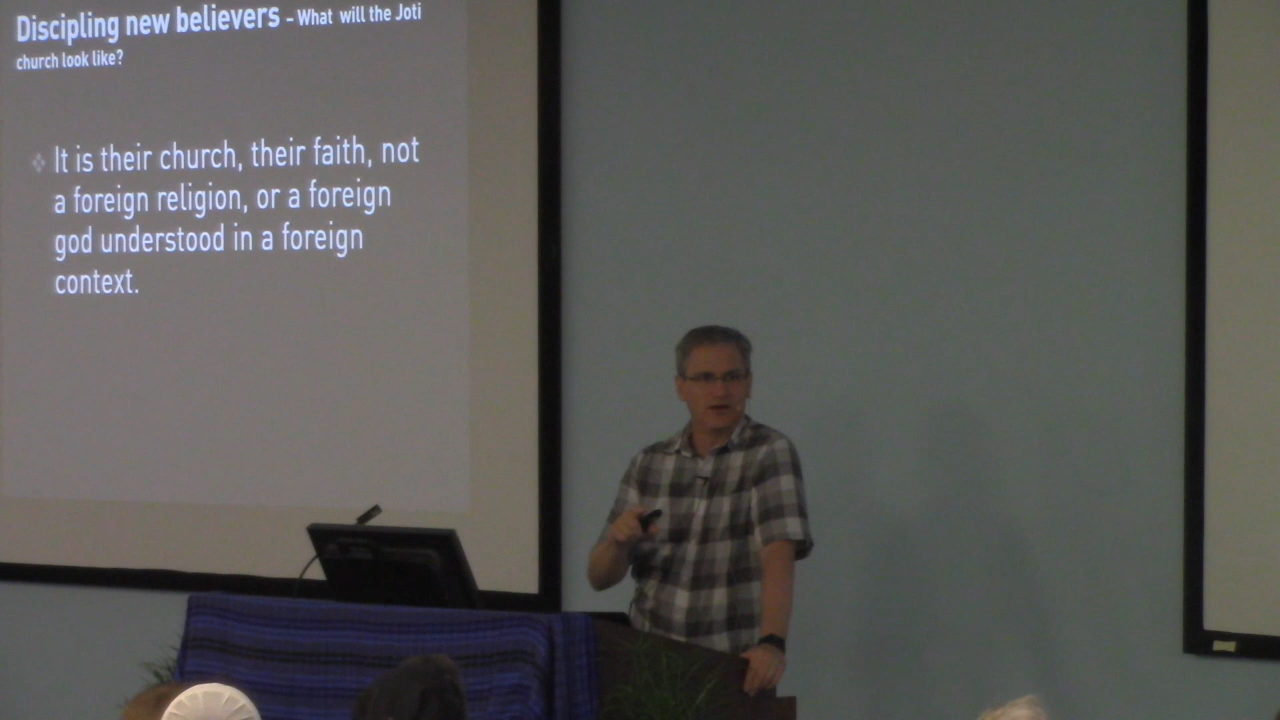 Discipling new believers - What will the Joti
church look like?
It is their church, their faith, not
a foreign religion, or a foreign
god understood in a foreign
context.